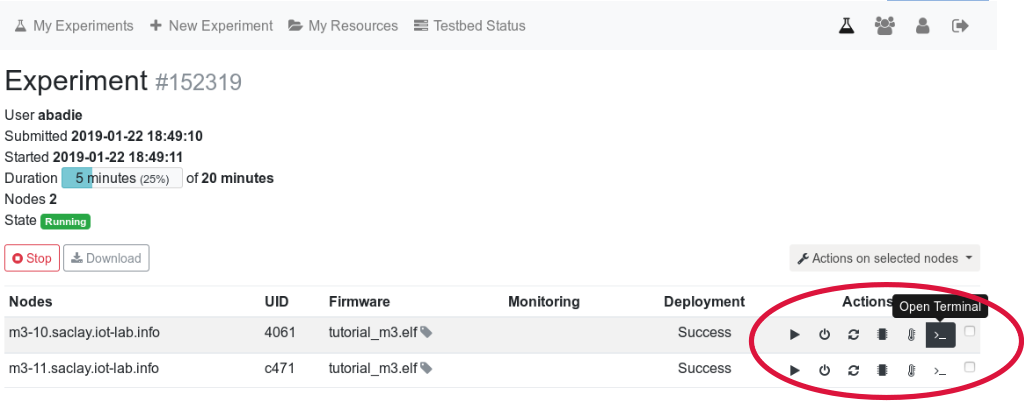 My Experiments New Experiment My Resources Testbed Status
Experiment #152319
User abadie
Submitted 2019-01-22 18:49:10
Started 2019-01-22 18:49:11
Duration 5 minutes (25%) of 20 minutes
Nodes 2
State Running
Stop Download Actions on selected nodes
Nodes UID Firmware Monitoring Deployment Actions
Open Terminal
m3-10.saclay.iot-lab.info 4061 tutorial_m3.elf Success
m3-11.saclay.iot-lab.info c471 tutorial_m3.elf Success